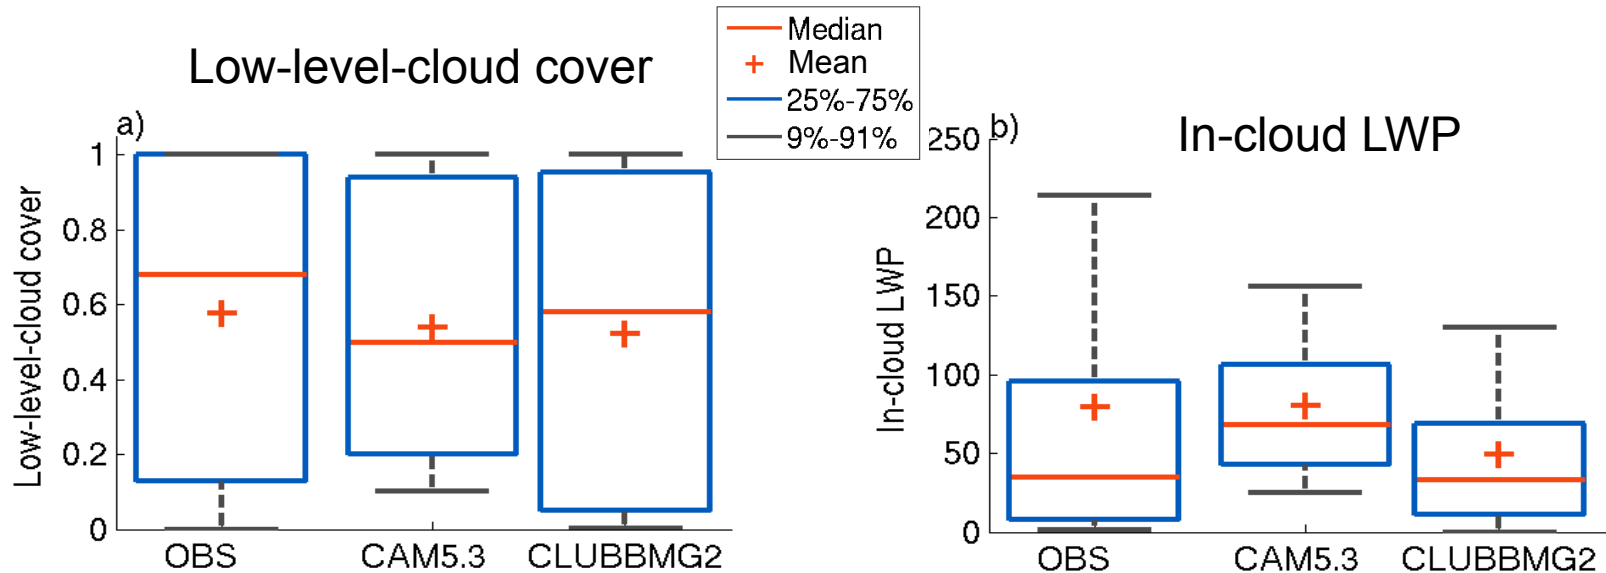 Low-level-cloud cover
Median
Mean
25%-75%
9%-91%
a)
Low-level-cloud cover
1
0.8
0.6
0.4
0.2
0
OBS
CAM5.3
CLUBBMG2
b)
In-cloud LWP
In-cloud LWP
250
200
150
100
50
0
OBS
CAM5.3
CLUBBMG2